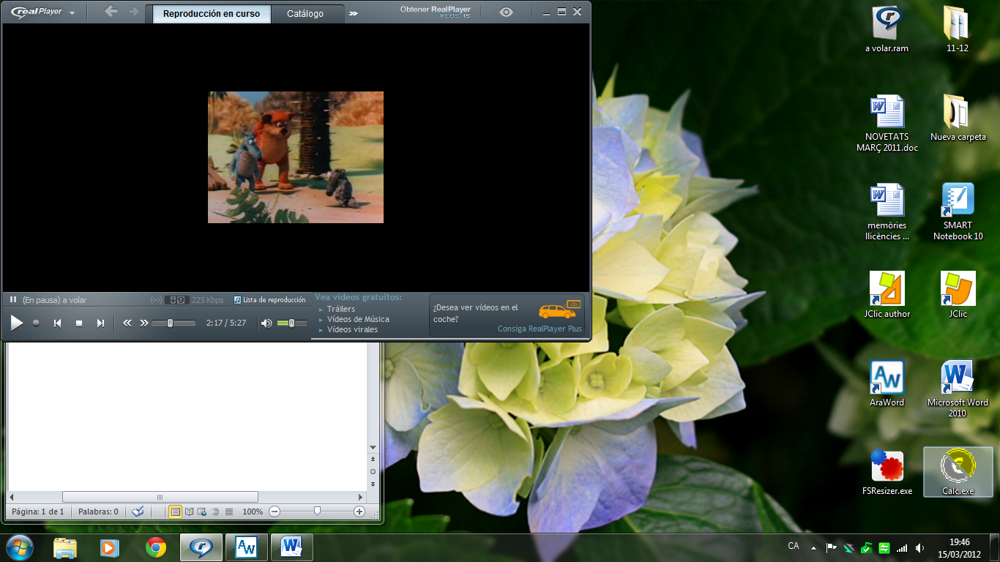 realPlayer
Reproducción en curso
Catálogo
Obtener RealPlayer
PLUS 15
(En pausa) a volar
225 Kbps
Lista de reproducción
2:17 / 5:27
Vea vídeos gratuitos:
Tráilers
Vídeos de Música
Vídeos virales
¿Desea ver vídeos en el
coche?
Consiga RealPlayer Plus
Página: 1 de 1
Palabras: 0
100%
a volar.ram
11-12
NOVETATS
MARÇ 2011.doc
Nueva carpeta
memòries
llicències ...
SMART
Notebook 10
JClic author
JClic
AraWord
Microsoft Word
2010
FSResizer.exe
Calc.exe
AW
CA
19:46
15/03/2012